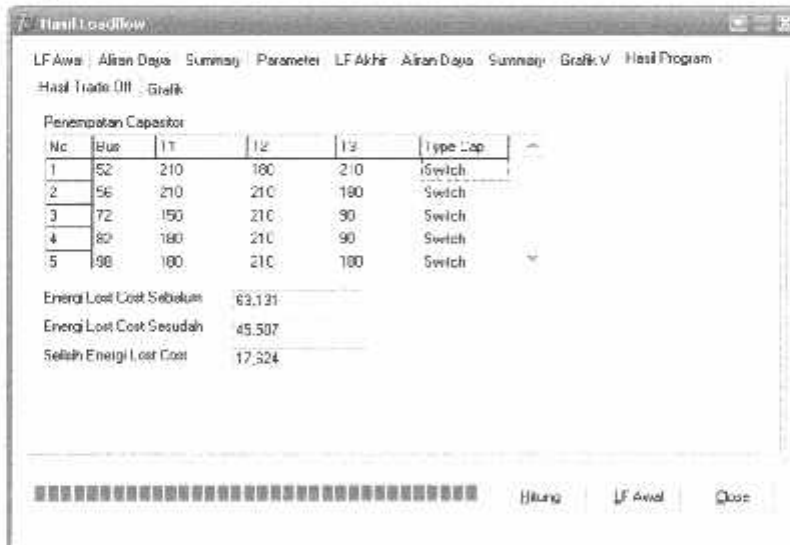 Hasil Loadflow
LF Awal Aliran Daya Summary Parameter LF Akhir Aliran Daya Summary Grafik V Hasil Program
Hasil Trade Off Grafik
Penempatan Capasitor
No Bus T1 T2 T3 Type Cap
1 52 210 180 210 Switch
2 56 210 210 180 Switch
3 72 150 210 90 Switch
4 82 180 210 90 Switch
5 98 180 210 180 Switch
Energi Lost Cost Sebelum 63,131
Energi Lost Cost Sesudah 45,507
Selisih Energi Lost Cost 17,624
Hitung LF Awal Close